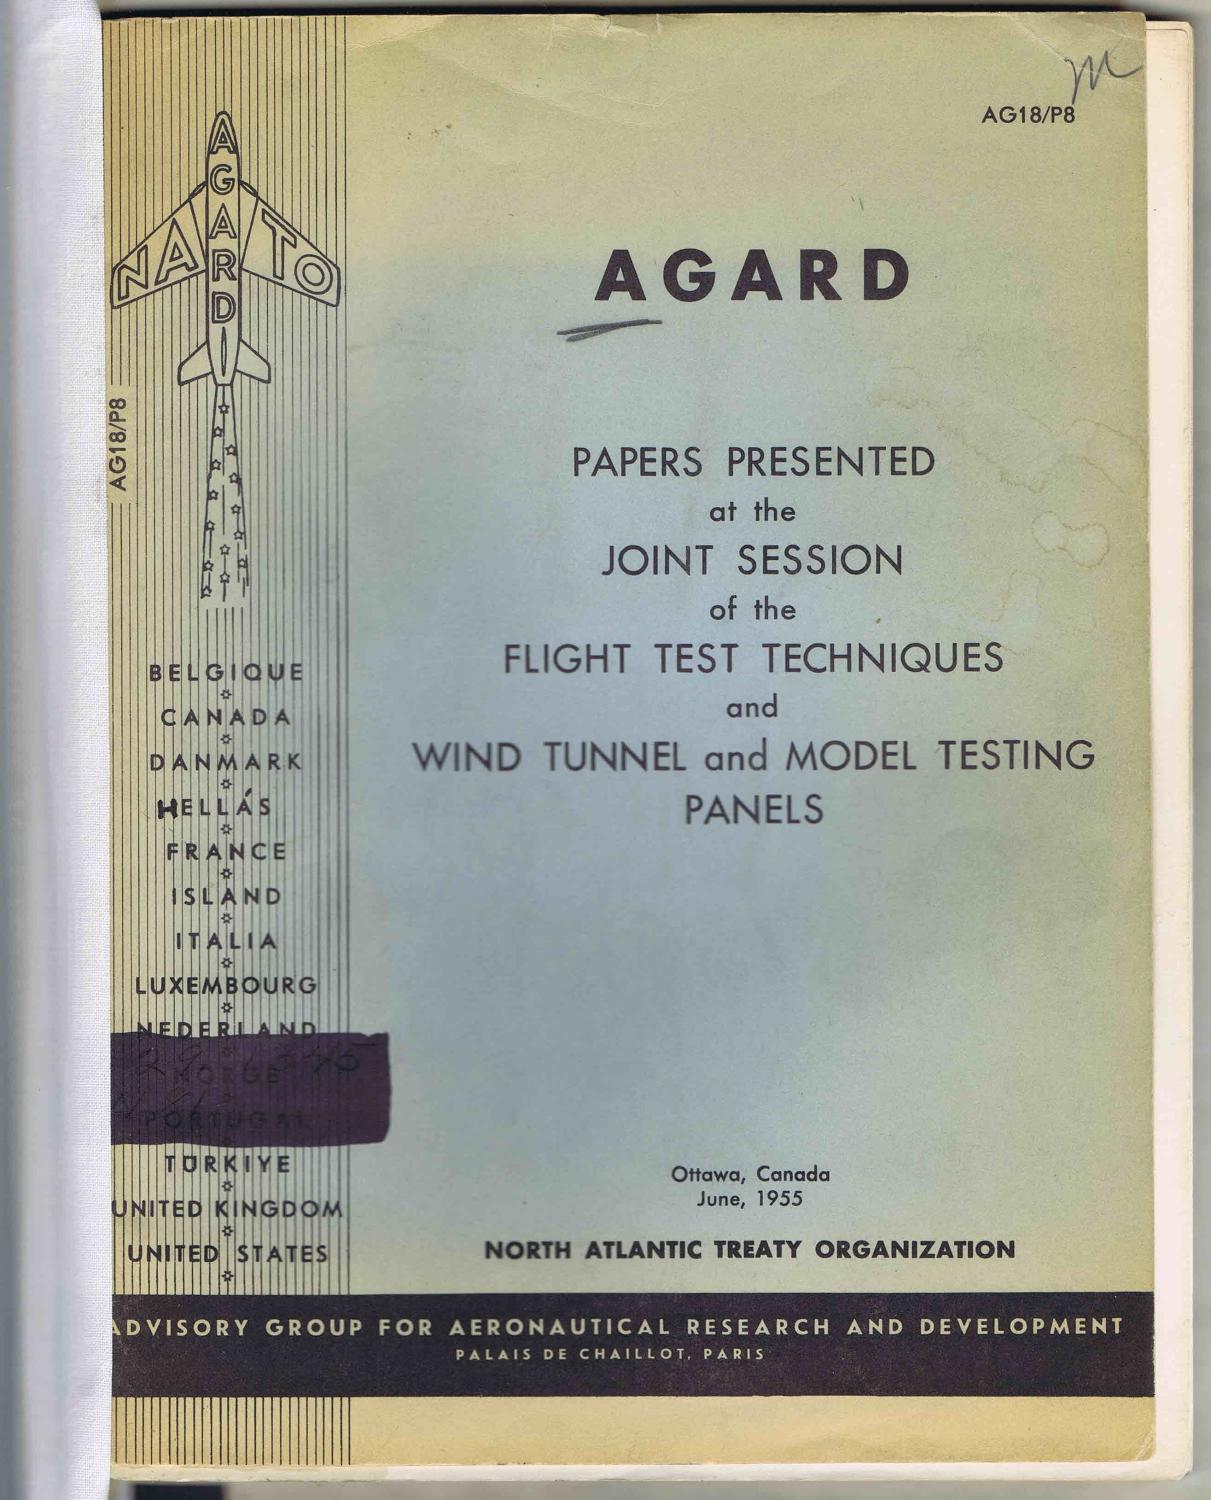 AG18/P8
AGARD
NATO
AG18/P8
AGARD
PAPERS PRESENTED
at the
JOINT SESSION
of the
FLIGHT TEST TECHNIQUES
and
WIND TUNNEL and MODEL TESTING
PANELS
BELGIQUE
CANADA
DANMARK
HELLÁS
FRANCE
ISLAND
ITALIA
LUXEMBOURG
NEDERLAND
NORGE
PORTUGAL
TÜRKIYE
UNITED KINGDOM
UNITED STATES
Ottawa, Canada
June, 1955
NORTH ATLANTIC TREATY ORGANIZATION
ADVISORY GROUP FOR AERONAUTICAL RESEARCH AND DEVELOPMENT
PALAIS DE CHAILLOT, PARIS